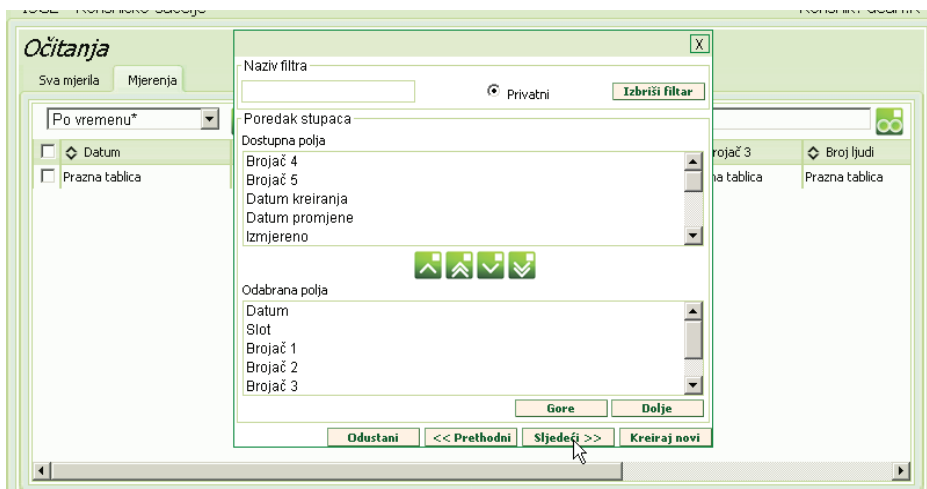 Očitanja
Sva mjerila Mjerenja
Po vremenu*
Datum
Prazna tablica
X
Naziv filtra
Privatni Izbriši filtar
Poredak stupaca
Dostupna polja
Brojač 4
Brojač 5
Datum kreiranja
Datum promjene
Izmjereno
Odabrana polja
Datum
Slot
Brojač 1
Brojač 2
Brojač 3
Gore Dolje
Odustani << Prethodni Sljedeći >> Kreiraj novi
rojač 3 Broj ljudi
na tablica Prazna tablica